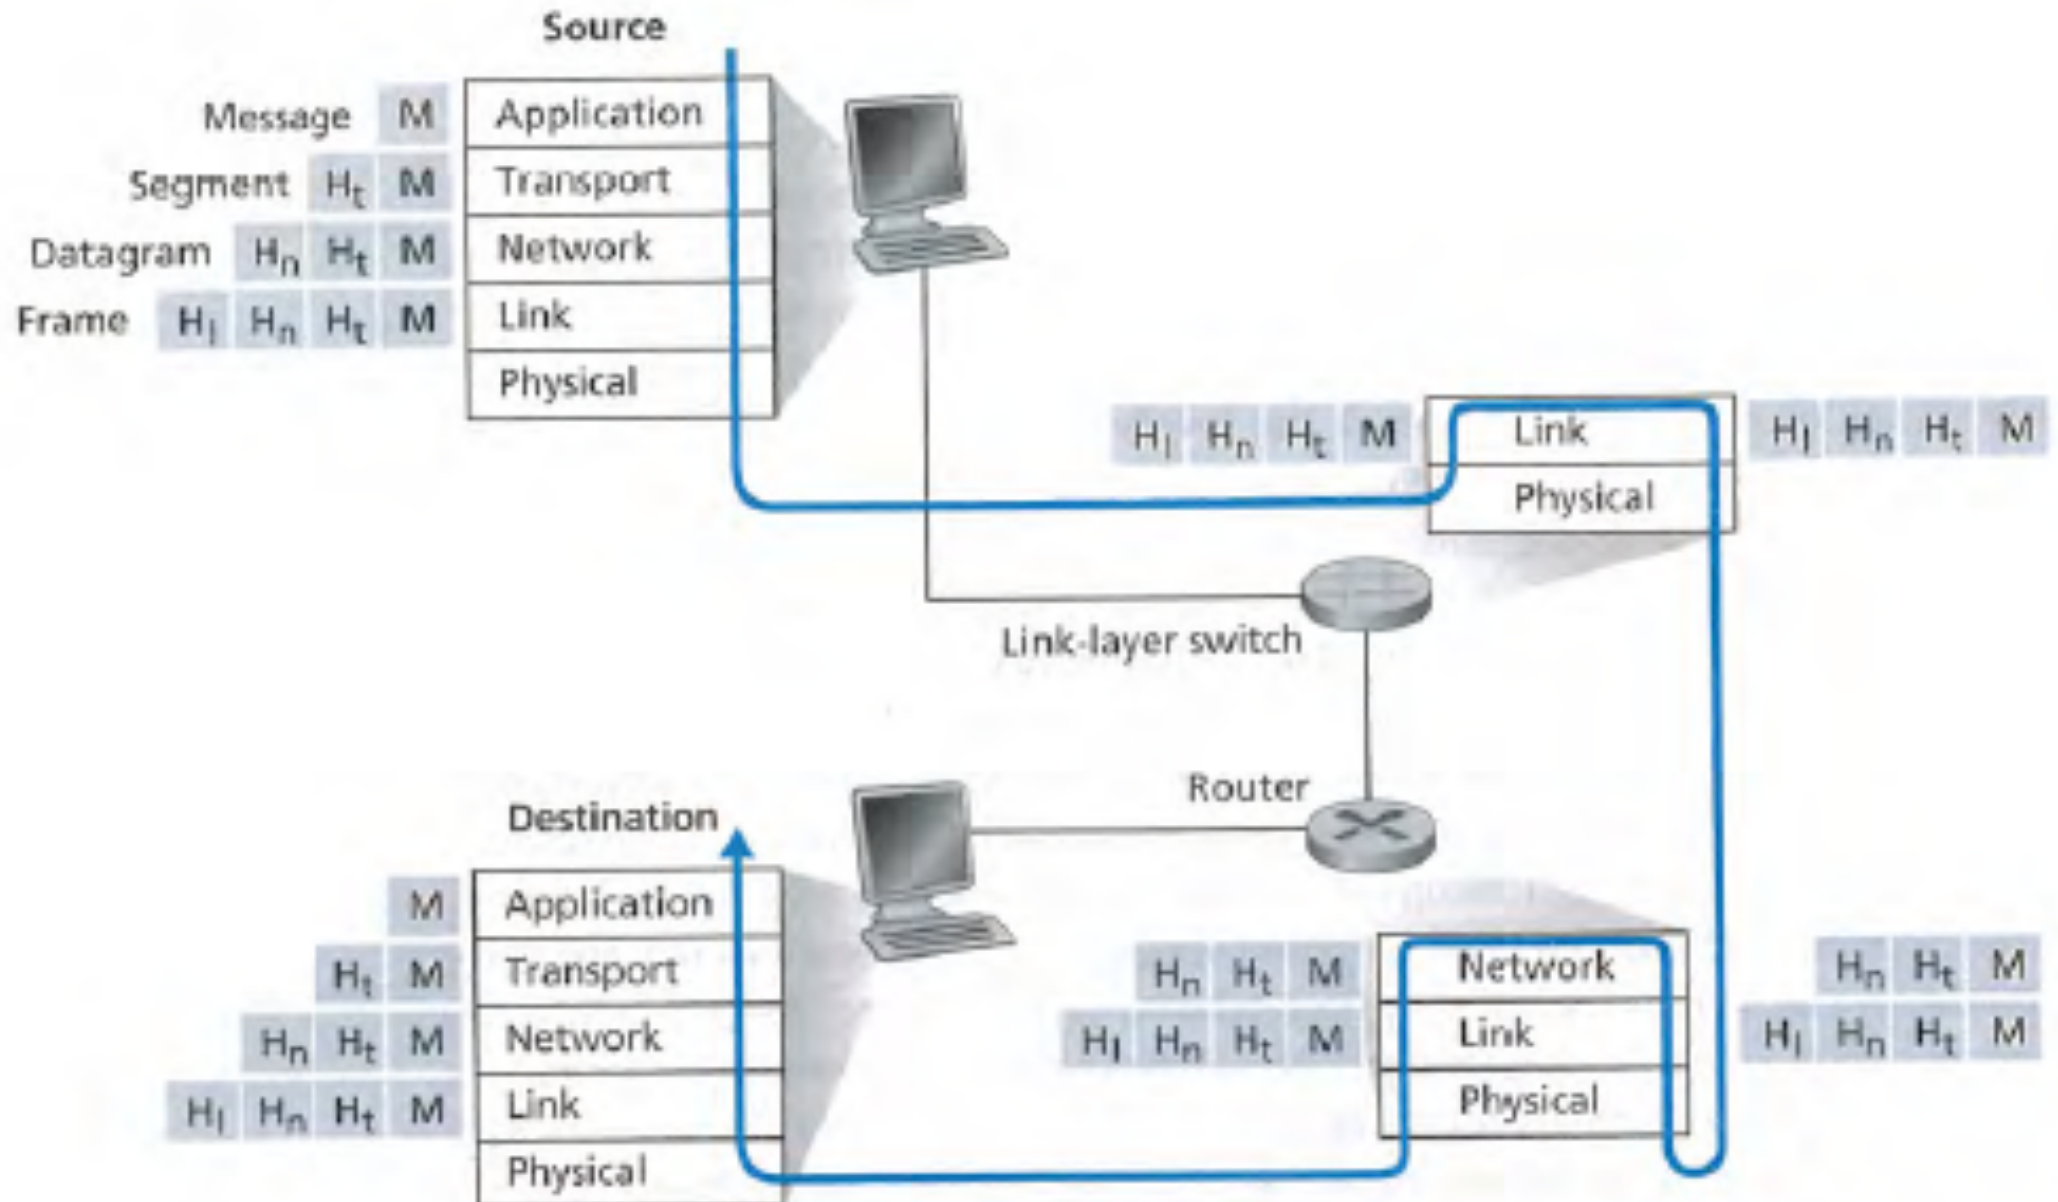 Source
Message M Application
Segment Ht M Transport
Datagram Hn Ht M Network
Frame Hl Hn Ht M Link
Physical
Hl Hn Ht M Link Hl Hn Ht M
Physical
Link-layer switch
Router
Destination
M Application
Ht M Transport
Hn Ht M Network
Hl Hn Ht M Link
Physical
Hn Ht M Network Hn Ht M
Hl Hn Ht M Link Hl Hn Ht M
Physical